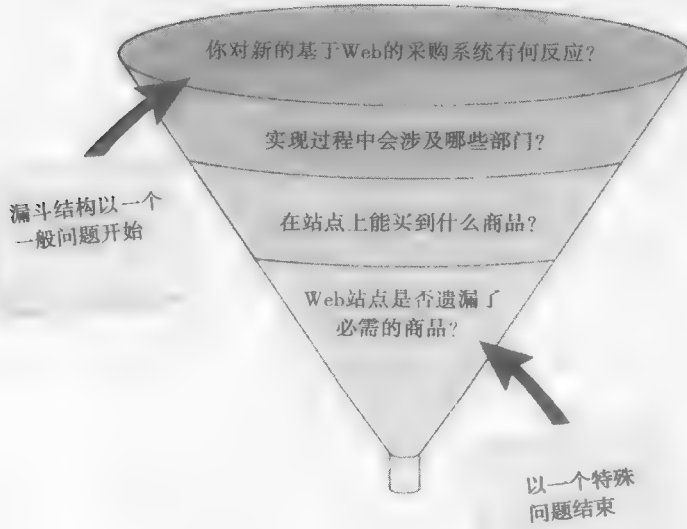 你对新的基于Web的采购系统有何反应?
实现过程中会涉及哪些部门?
漏斗结构以一个
一般问题开始
在站点上能买到什么商品?
Web站点是否遗漏了
必需的商品?
以一个特殊
问题结束